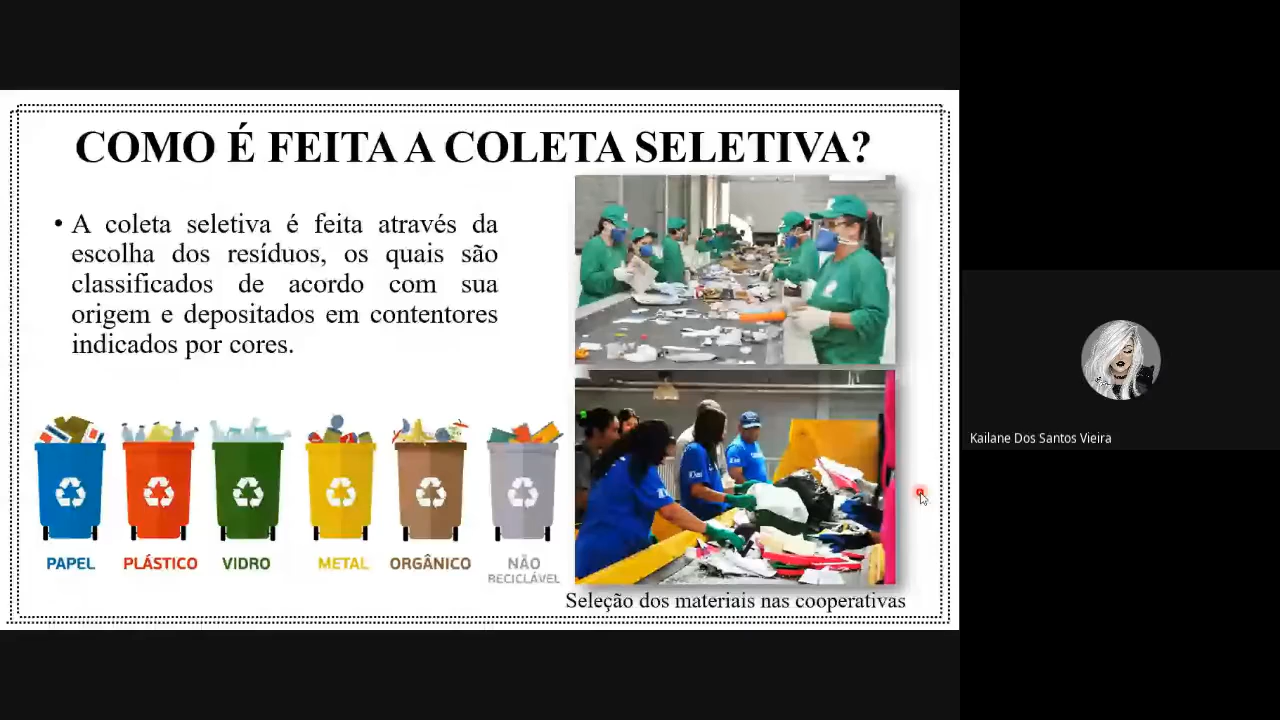 COMO É FEITA A COLETA SELETIVA?
• A coleta seletiva é feita através da
escolha dos resíduos, os quais são
classificados de acordo com sua
origem e depositados em contentores
indicados por cores.
PAPEL
PLÁSTICO
VIDRO
METAL
ORGÂNICO
NÃO
RECICLÁVEL
Seleção dos materiais nas cooperativas
Kailane Dos Santos Vieira